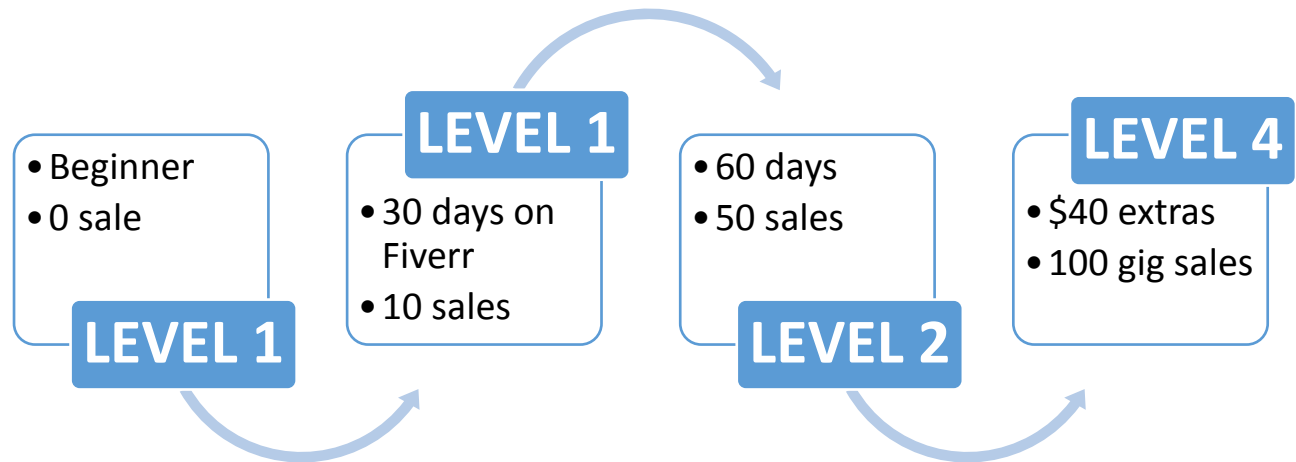 • Beginner
• 0 sale
LEVEL 1
LEVEL 1
• 30 days on
Fiverr
• 10 sales
• 60 days
• 50 sales
LEVEL 2
LEVEL 4
• $40 extras
• 100 gig sales